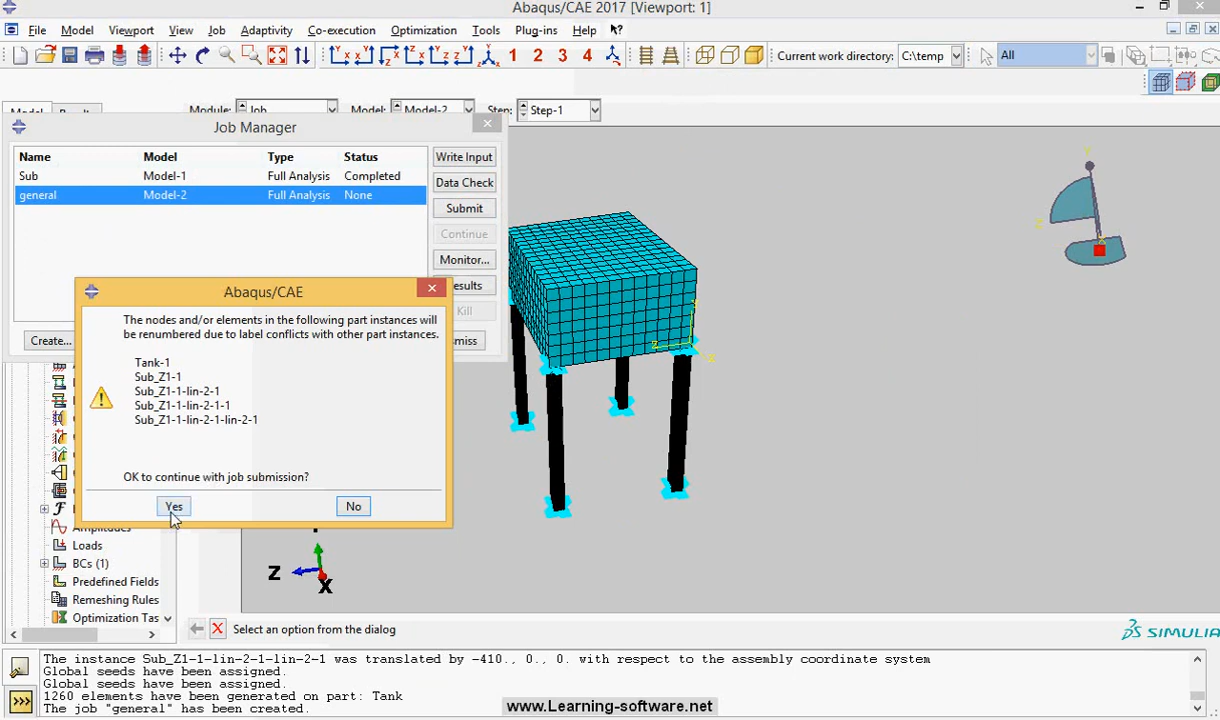 Abaqus/CAE 2017 [Viewport: 1]
File Model Viewport View Job Adaptivity Co-execution Optimization Tools Plug-ins Help
1 2 3 4 Current work directory: C:\temp All
Module: Job Model: Model-2 Step: Step-1
Job Manager
Name Model Type Status
Sub Model-1 Full Analysis Completed
general Model-2 Full Analysis None
Write Input
Data Check
Submit
Continue
Monitor...
Create...
Abaqus/CAE
The nodes and/or elements in the following part instances will
be renumbered due to label conflicts with other part instances.
Tank-1
Sub_Z1-1
Sub_Z1-1-lin-2-1
Sub_Z1-1-lin-2-1-1
Sub_Z1-1-lin-2-1-lin-2-1
OK to continue with job submission?
Yes No
Loads
BCs (1)
Predefined Fields
Remeshing Rules
Optimization Tas
Z X
Select an option from the dialog
SIMULIA
The instance Sub_Z1-1-lin-2-1-lin-2-1 was translated by -410., 0., 0. with respect to the assembly coordinate system
Global seeds have been assigned.
Global seeds have been assigned.
1260 elements have been generated on part: Tank
The job "general" has been created.
www.Learning-software.net